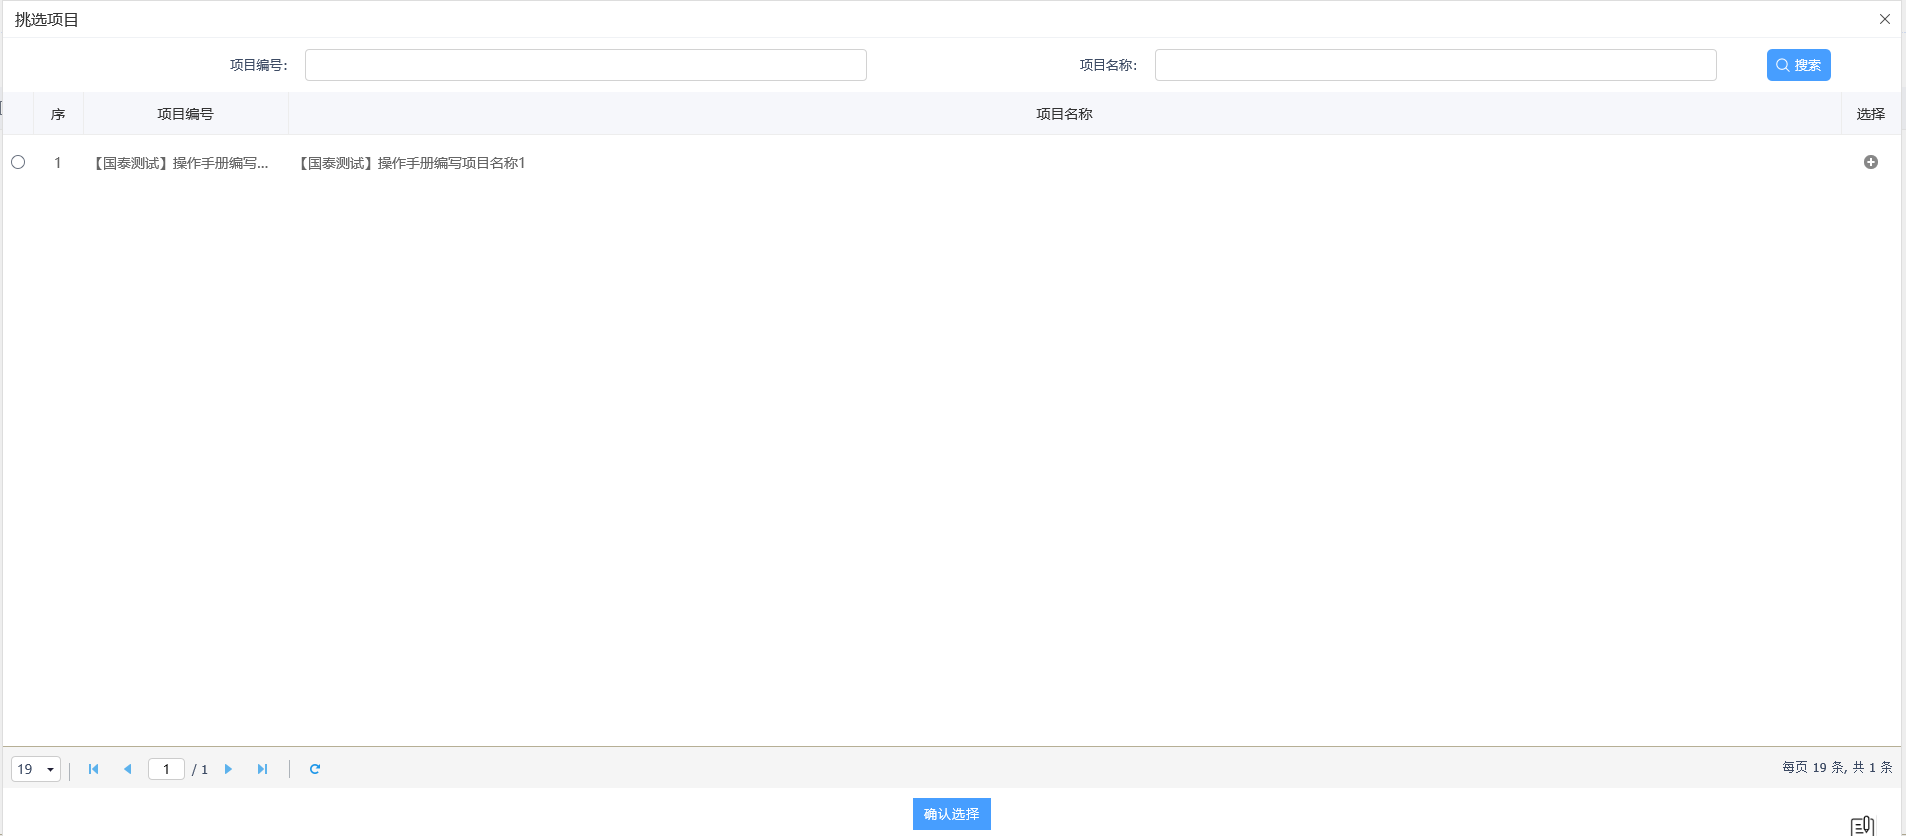 挑选项目
项目编号：
项目名称：
搜索
序 项目编号 项目名称 选择
1 【国泰测试】操作手册编写... 【国泰测试】操作手册编写项目名称1
19 1 / 1 每页 19 条, 共 1 条
确认选择